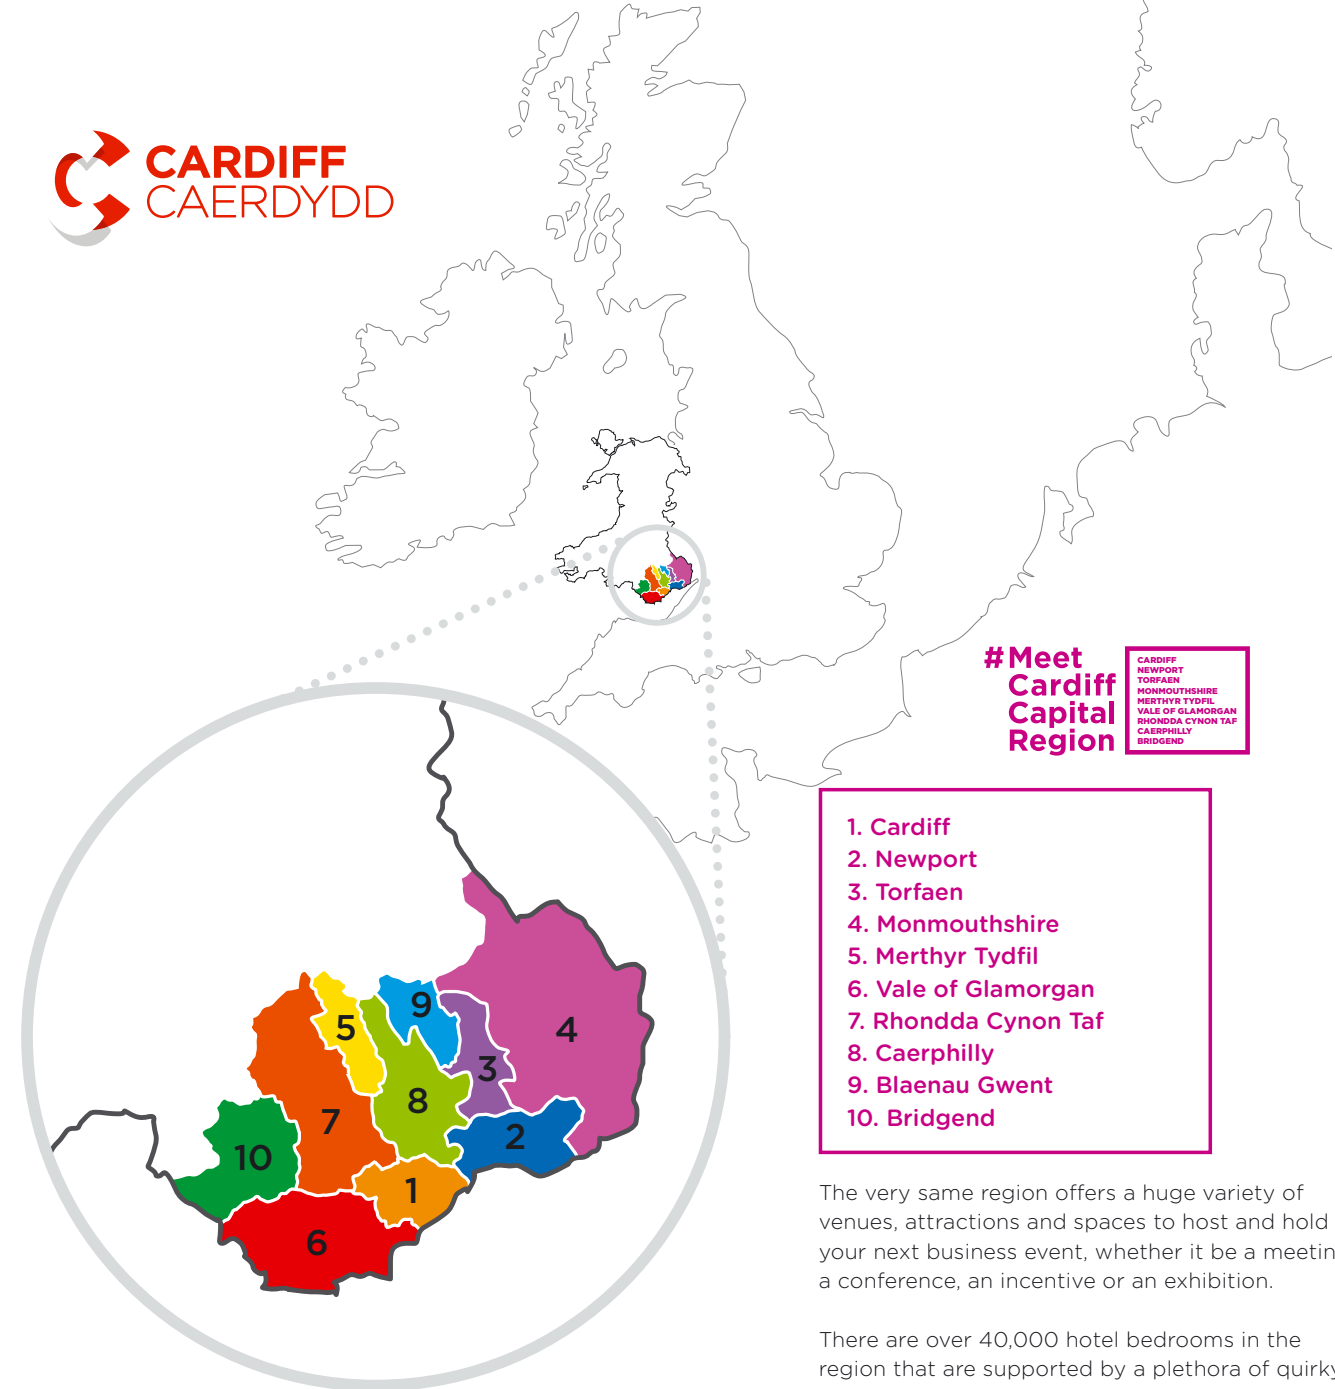 CARDIFF
CAERDYDD
#Meet
Cardiff
Capital
Region
CARDIFF
NEWPORT
TORFAEN
MONMOUTHSHIRE
MERTHYR TYDFIL
VALE OF GLAMORGAN
RHONDDA CYNON TAF
CAERPHILLY
BRIDGEND
1. Cardiff
2. Newport
3. Torfaen
4. Monmouthshire
5. Merthyr Tydfil
6. Vale of Glamorgan
7. Rhondda Cynon Taf
8. Caerphilly
9. Blaenau Gwent
10. Bridgend
9
5
4
3
8
7
2
10
1
6
The very same region offers a huge variety of
venues, attractions and spaces to host and hold
your next business event, whether it be a meetin
a conference, an incentive or an exhibition.
There are over 40,000 hotel bedrooms in the
region that are supported by a plethora of quirky